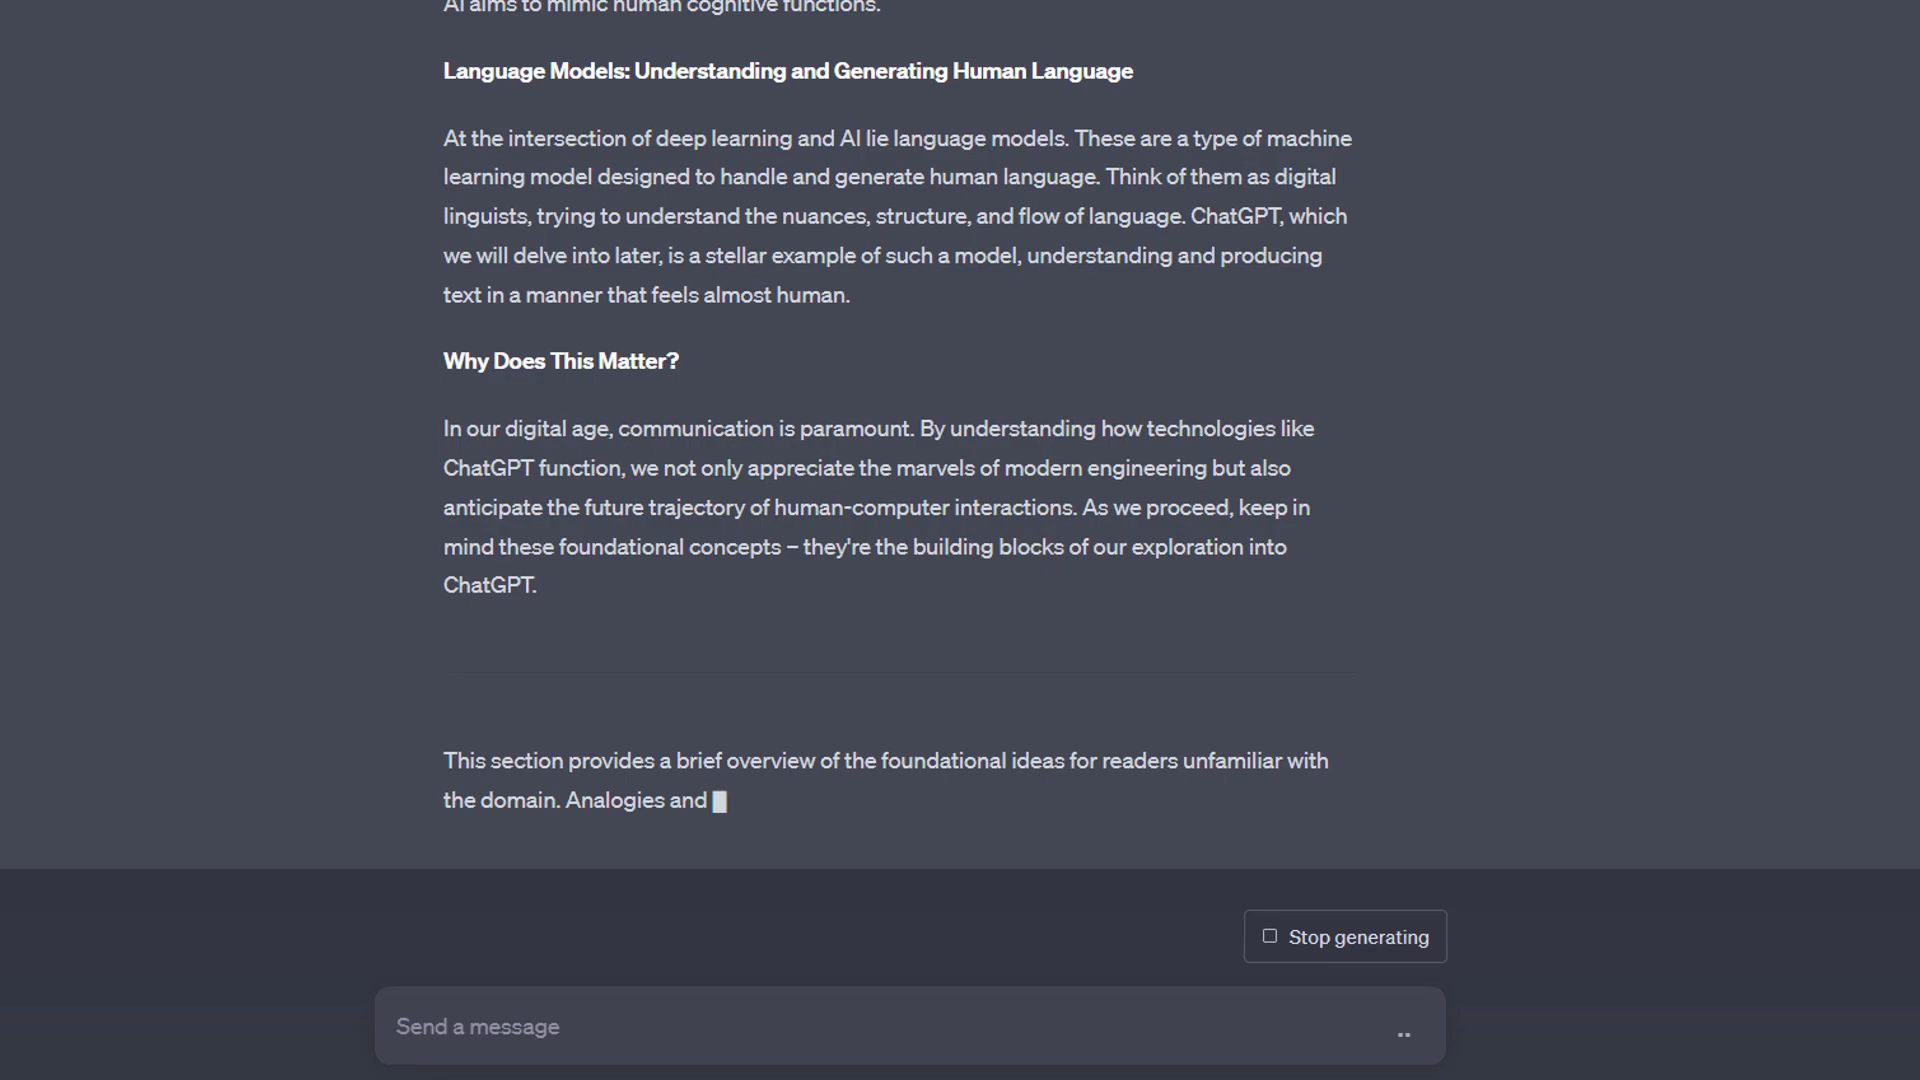 AI aims to mimic human cognitive functions.
Language Models: Understanding and Generating Human Language
At the intersection of deep learning and AI lie language models. These are a type of machine
learning model designed to handle and generate human language. Think of them as digital
linguists, trying to understand the nuances, structure, and flow of language. ChatGPT, which
we will delve into later, is a stellar example of such a model, understanding and producing
text in a manner that feels almost human.
Why Does This Matter?
In our digital age, communication is paramount. By understanding how technologies like
ChatGPT function, we not only appreciate the marvels of modern engineering but also
anticipate the future trajectory of human-computer interactions. As we proceed, keep in
mind these foundational concepts – they're the building blocks of our exploration into
ChatGPT.
This section provides a brief overview of the foundational ideas for readers unfamiliar with
the domain. Analogies and
Stop generating
Send a message